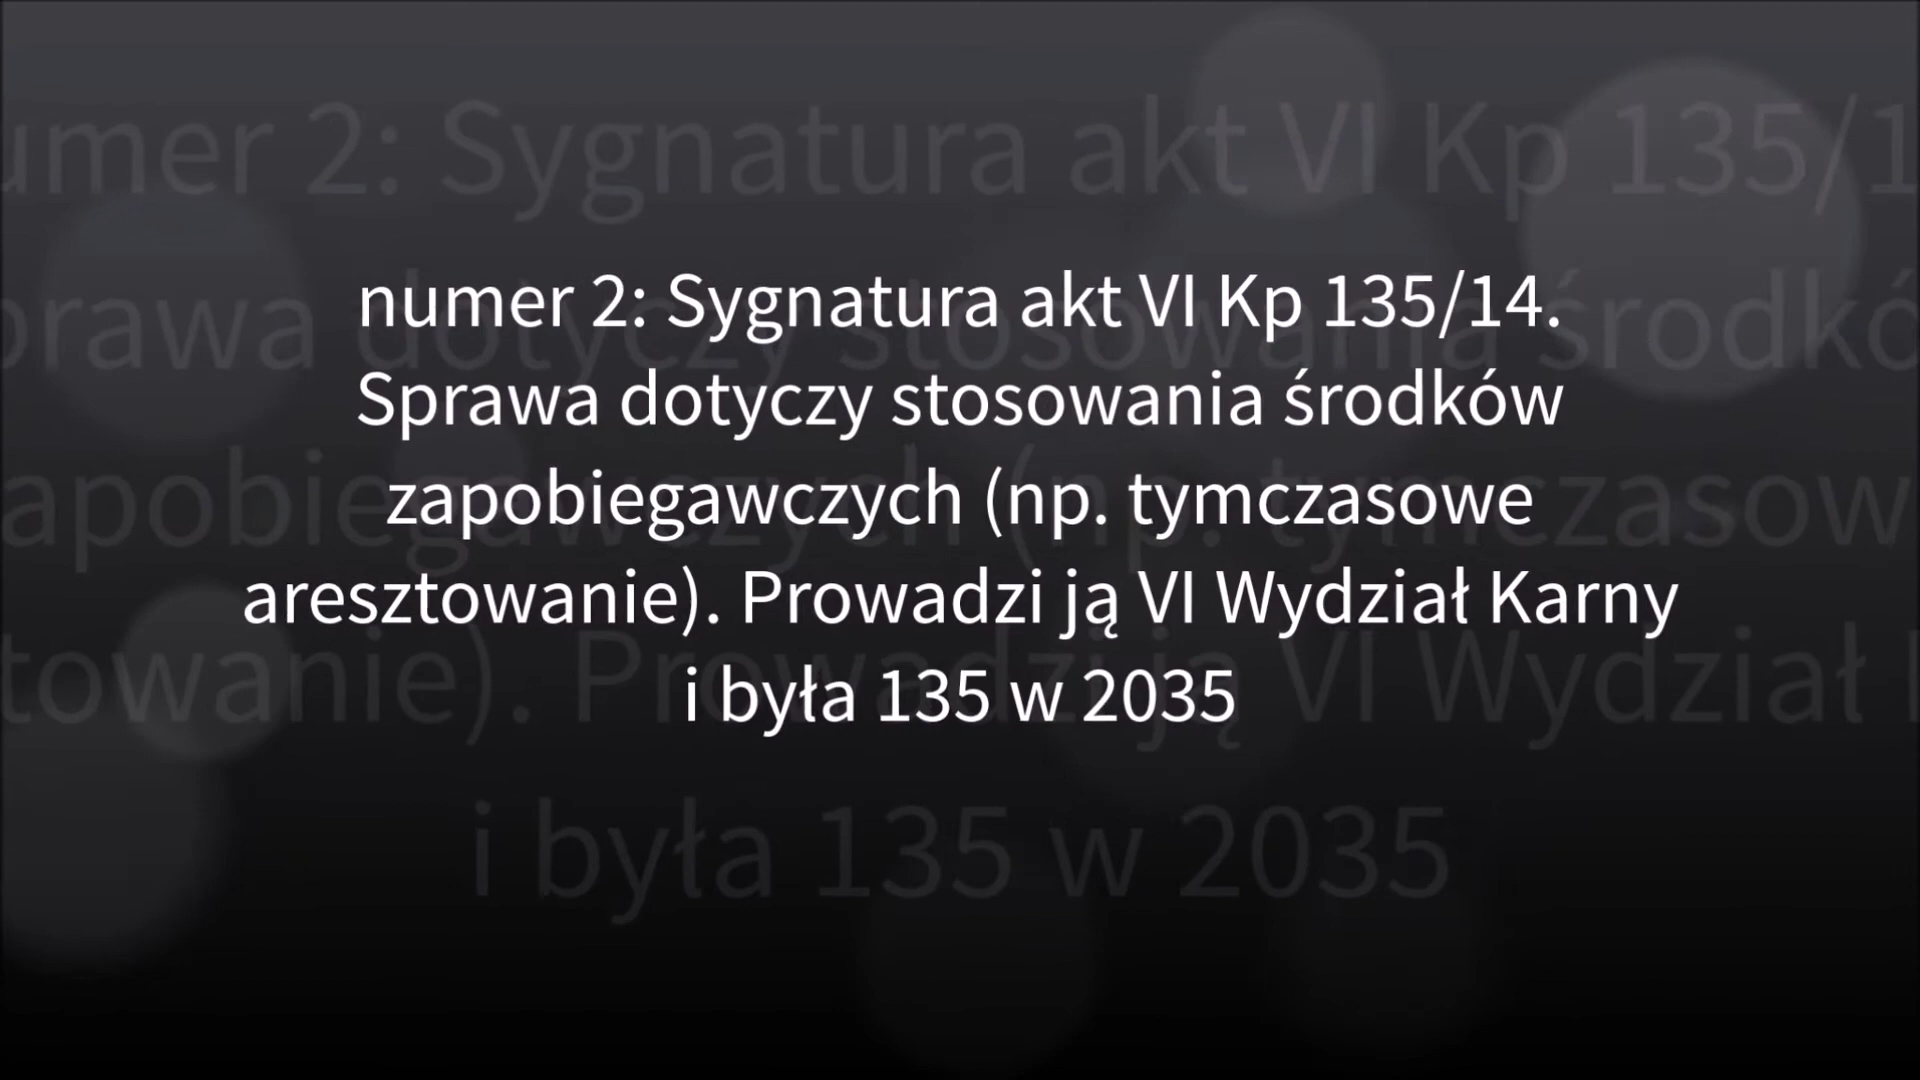 numer 2: Sygnatura akt VI Kp 135/14.
Sprawa dotyczy stosowania środków
zapobiegawczych (np. tymczasowe
aresztowanie). Prowadzi ją VI Wydział Karny
i była 135 w 2035